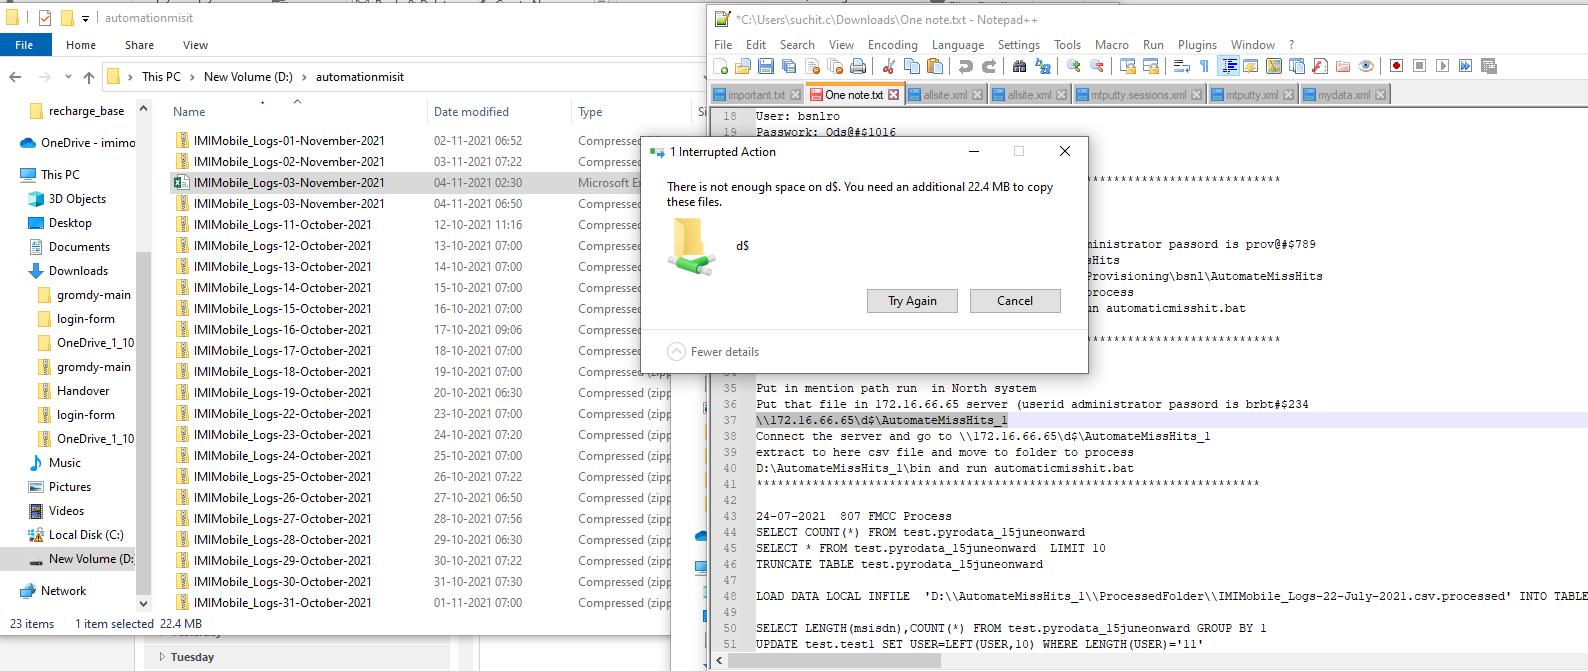 automationmisit
File Home Share View
This PC New Volume (D:) automationmisit
recharge_base
OneDrive - imimo
This PC
3D Objects
Desktop
Documents
Downloads
gromdy-main
login-form
OneDrive_1_10
gromdy-main
Handover
login-form
OneDrive_1_10
Music
Pictures
Videos
Local Disk (C:)
New Volume (D:
Network
Name Date modified Type Si
IMIMobile_Logs-01-November-2021 02-11-2021 06:52 Compressed
IMIMobile_Logs-02-November-2021 03-11-2021 07:22 Compressed
IMIMobile_Logs-03-November-2021 04-11-2021 02:30 Microsoft Ex
IMIMobile_Logs-03-November-2021 04-11-2021 06:50 Compressed
IMIMobile_Logs-11-October-2021 12-10-2021 11:16 Compressed
IMIMobile_Logs-12-October-2021 13-10-2021 07:00 Compressed
IMIMobile_Logs-13-October-2021 14-10-2021 07:00 Compressed
IMIMobile_Logs-14-October-2021 15-10-2021 07:00 Compressed
IMIMobile_Logs-15-October-2021 16-10-2021 07:00 Compressed
IMIMobile_Logs-16-October-2021 17-10-2021 09:06 Compressed
IMIMobile_Logs-17-October-2021 18-10-2021 07:00 Compressed
IMIMobile_Logs-18-October-2021 19-10-2021 07:00 Compressed (zipp
IMIMobile_Logs-19-October-2021 20-10-2021 06:30 Compressed (zipp
IMIMobile_Logs-22-October-2021 23-10-2021 07:00 Compressed (zipp
IMIMobile_Logs-23-October-2021 24-10-2021 07:20 Compressed (zipp
IMIMobile_Logs-24-October-2021 25-10-2021 07:00 Compressed (zipp
IMIMobile_Logs-25-October-2021 26-10-2021 07:22 Compressed (zipp
IMIMobile_Logs-26-October-2021 27-10-2021 06:50 Compressed (zipp
IMIMobile_Logs-27-October-2021 28-10-2021 07:56 Compressed (zipp
IMIMobile_Logs-28-October-2021 29-10-2021 06:30 Compressed (zipp
IMIMobile_Logs-29-October-2021 30-10-2021 07:22 Compressed (zipp
IMIMobile_Logs-30-October-2021 31-10-2021 07:30 Compressed (zipp
IMIMobile_Logs-31-October-2021 01-11-2021 07:00 Compressed (zipp
23 items 1 item selected 22.4 MB
Tuesday
*C:\Users\suchit.c\Downloads\One note.txt - Notepad++
File Edit Search View Encoding Language Settings Tools Macro Run Plugins Window ?
important.txt One note.txt allsite.xml allsite.xml mtputty.sessions.xml mtputty.xml mydata.xml
18 User: bsnlro
19 Passwork: Ods@#$1016
1 Interrupted Action
There is not enough space on d$. You need an additional 22.4 MB to copy
these files.
d$
Try Again Cancel
Fewer details
***************************
ministrator passord is prov@#$789
sHits
Provisioning\bsnl\AutomateMissHits
process
un automaticmisshit.bat
***************************
35 Put in mention path run in North system
36 Put that file in 172.16.66.65 server (userid administrator passord is brbt#$234
37 \\172.16.66.65\d$\AutomateMissHits_1
38 Connect the server and go to \\172.16.66.65\d$\AutomateMissHits_1
39 extract to here csv file and move to folder to process
40 D:\AutomateMissHits_1\bin and run automaticmisshit.bat
41 ************************************************************************
42
43 24-07-2021 807 FMCC Process
44 SELECT COUNT(*) FROM test.pyrodata_15juneonward
45 SELECT * FROM test.pyrodata_15juneonward LIMIT 10
46 TRUNCATE TABLE test.pyrodata_15juneonward
47
48 LOAD DATA LOCAL INFILE 'D:\\AutomateMissHits_1\\ProcessedFolder\\IMIMobile_Logs-22-July-2021.csv.processed' INTO TABLE
49
50 SELECT LENGTH(msisdn),COUNT(*) FROM test.pyrodata_15juneonward GROUP BY 1
51 UPDATE test.test1 SET USER=LEFT(USER,10) WHERE LENGTH(USER)='11'